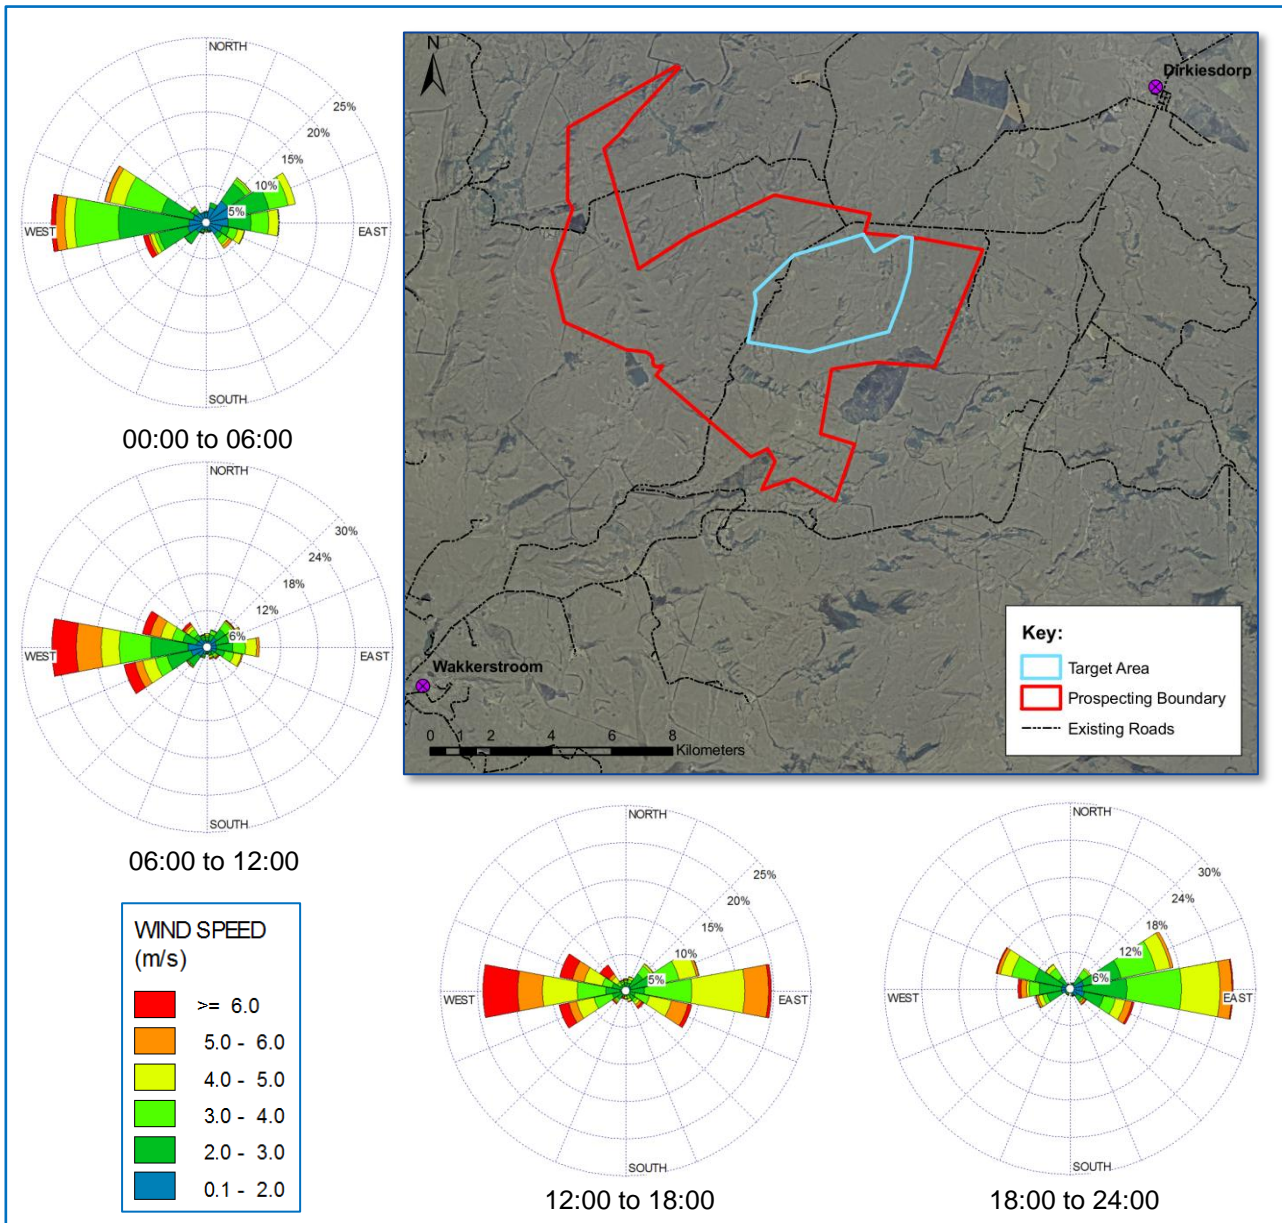 NORTH
25%
20%
15%
10%
5%
WEST
EAST
SOUTH
00:00 to 06:00
NORTH
30%
24%
18%
12%
6%
WEST
EAST
SOUTH
06:00 to 12:00
N
Dirkiesdorp
Wakkerstroom
0 1 2 4 6 8
Kilometers
Key:
Target Area
Prospecting Boundary
Existing Roads
WIND SPEED
(m/s)
>= 6.0
5.0 - 6.0
4.0 - 5.0
3.0 - 4.0
2.0 - 3.0
0.1 - 2.0
NORTH
25%
20%
15%
10%
5%
WEST
EAST
SOUTH
12:00 to 18:00
NORTH
30%
24%
18%
12%
6%
WEST
EAST
SOUTH
18:00 to 24:00